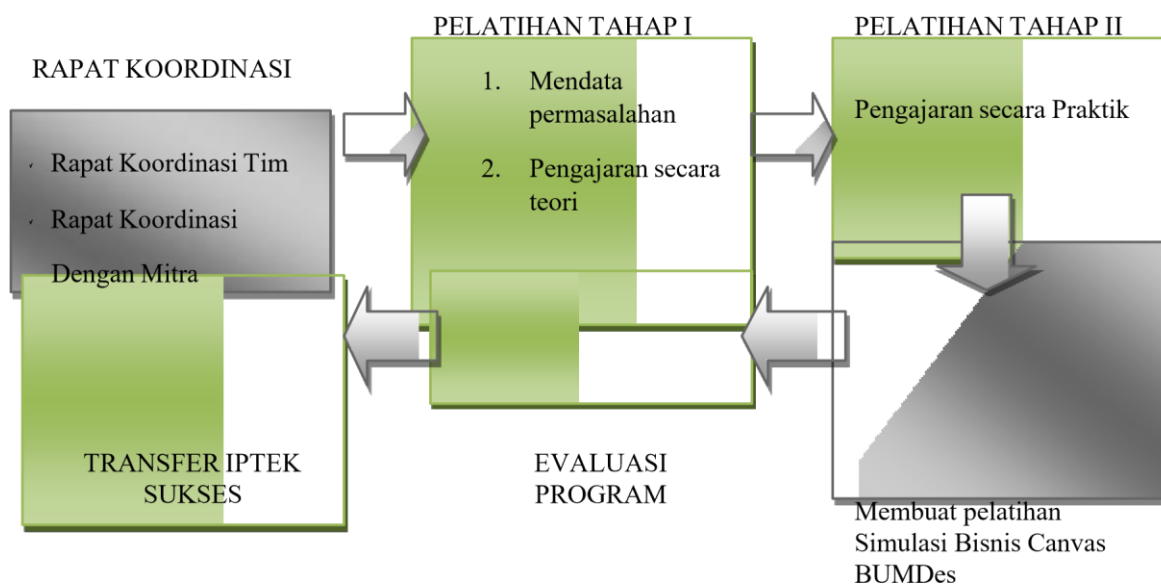 RAPAT KOORDINASI
✓ Rapat Koordinasi Tim
✓ Rapat Koordinasi
Dengan Mitra
PELATIHAN TAHAP I
1. Mendata
permasalahan
2. Pengajaran secara
teori
PELATIHAN TAHAP II
Pengajaran secara Praktik
Membuat pelatihan
Simulasi Bisnis Canvas
BUMDes
EVALUASI
PROGRAM
TRANSFER IPTEK
SUKSES